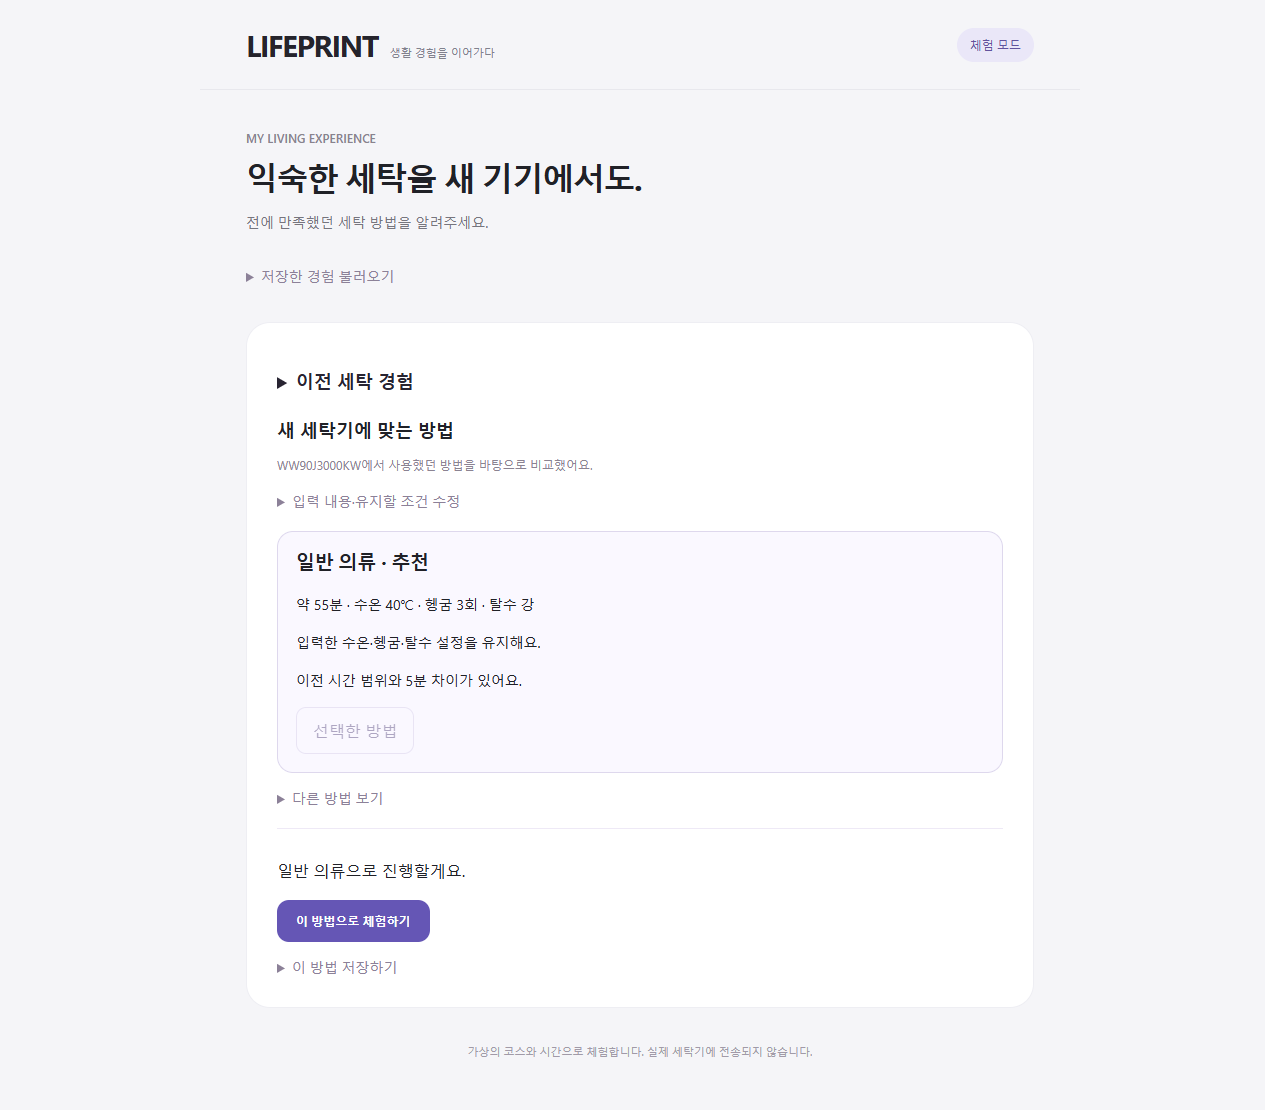 LIFEPRINT 생활 경험을 이어가다
체험 모드
MY LIVING EXPERIENCE
익숙한 세탁을 새 기기에서도.
전에 만족했던 세탁 방법을 알려주세요.
▶ 저장한 경험 불러오기
▶ 이전 세탁 경험
새 세탁기에 맞는 방법
WW90J3000KW에서 사용했던 방법을 바탕으로 비교했어요.
▶ 입력 내용·유지할 조건 수정
일반 의류 · 추천
약 55분 · 수온 40℃ · 헹굼 3회 · 탈수 강
입력한 수온·헹굼·탈수 설정을 유지해요.
이전 시간 범위와 5분 차이가 있어요.
선택한 방법
▶ 다른 방법 보기
일반 의류으로 진행할게요.
이 방법으로 체험하기
▶ 이 방법 저장하기
가상의 코스와 시간으로 체험합니다. 실제 세탁기에 전송되지 않습니다.